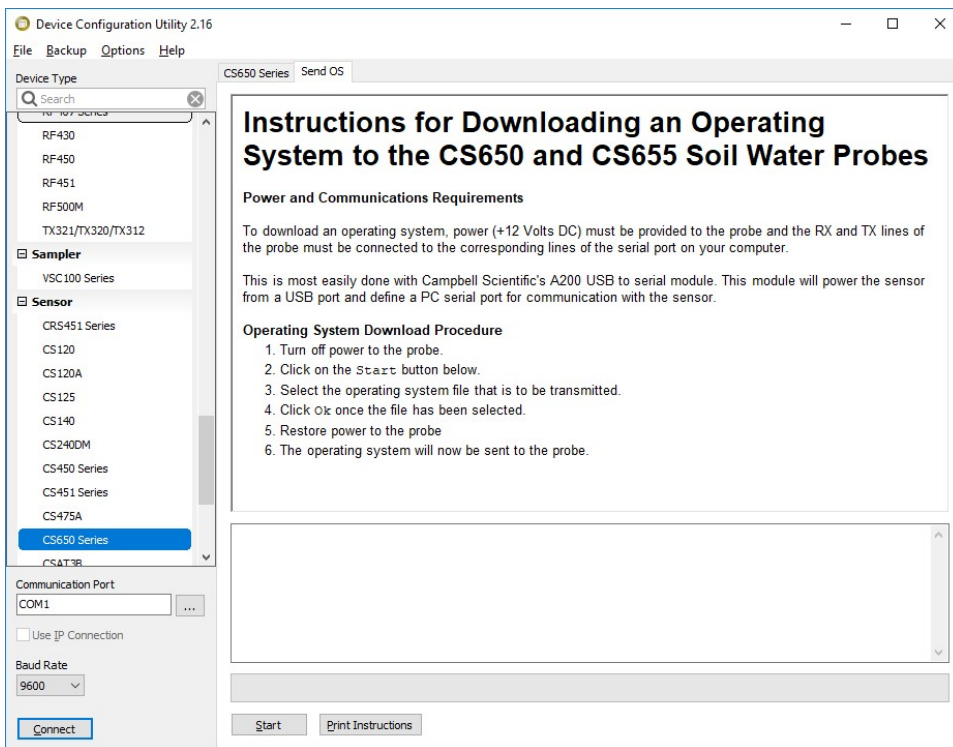 Device Configuration Utility 2.16
File Backup Options Help
Device Type
Search
RF407 Series
RF430
RF450
RF451
RF500M
TX321/TX320/TX312
Sampler
VSC100 Series
Sensor
CRS451 Series
CS120
CS120A
CS125
CS140
CS240DM
CS450 Series
CS451 Series
CS475A
CS650 Series
CSAT3B
Communication Port
COM1
...
Use IP Connection
Baud Rate
9600
Connect
CS650 Series Send OS
Instructions for Downloading an Operating
System to the CS650 and CS655 Soil Water Probes
Power and Communications Requirements
To download an operating system, power (+12 Volts DC) must be provided to the probe and the RX and TX lines of
the probe must be connected to the corresponding lines of the serial port on your computer.
This is most easily done with Campbell Scientific's A200 USB to serial module. This module will power the sensor
from a USB port and define a PC serial port for communication with the sensor.
Operating System Download Procedure
1. Turn off power to the probe.
2. Click on the Start button below.
3. Select the operating system file that is to be transmitted.
4. Click Ok once the file has been selected.
5. Restore power to the probe
6. The operating system will now be sent to the probe.
Start Print Instructions